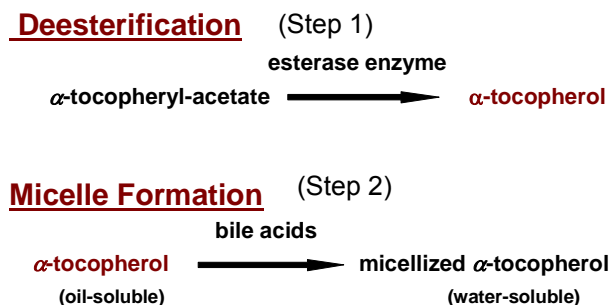 Deesterification (Step 1)
esterase enzyme
α-tocopheryl-acetate α-tocopherol
Micelle Formation (Step 2)
bile acids
α-tocopherol micellized α-tocopherol
(oil-soluble) (water-soluble)